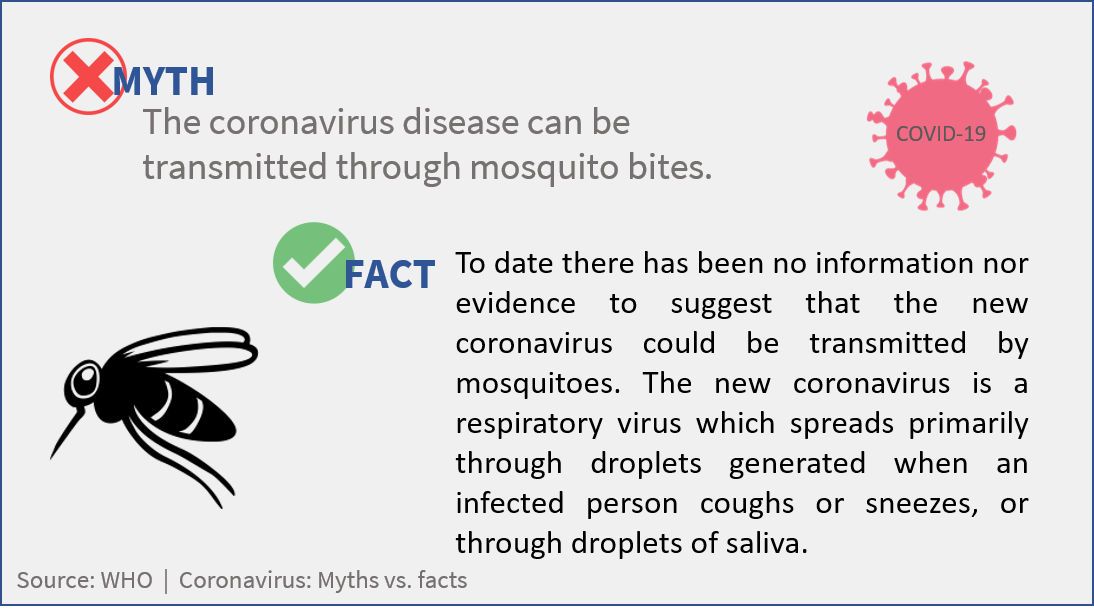 MYTH
The coronavirus disease can be
transmitted through mosquito bites.
COVID-19
FACT
To date there has been no information nor
evidence to suggest that the new
coronavirus could be transmitted by
mosquitoes. The new coronavirus is a
respiratory virus which spreads primarily
through droplets generated when an
infected person coughs or sneezes, or
through droplets of saliva.
Source: WHO | Coronavirus: Myths vs. facts